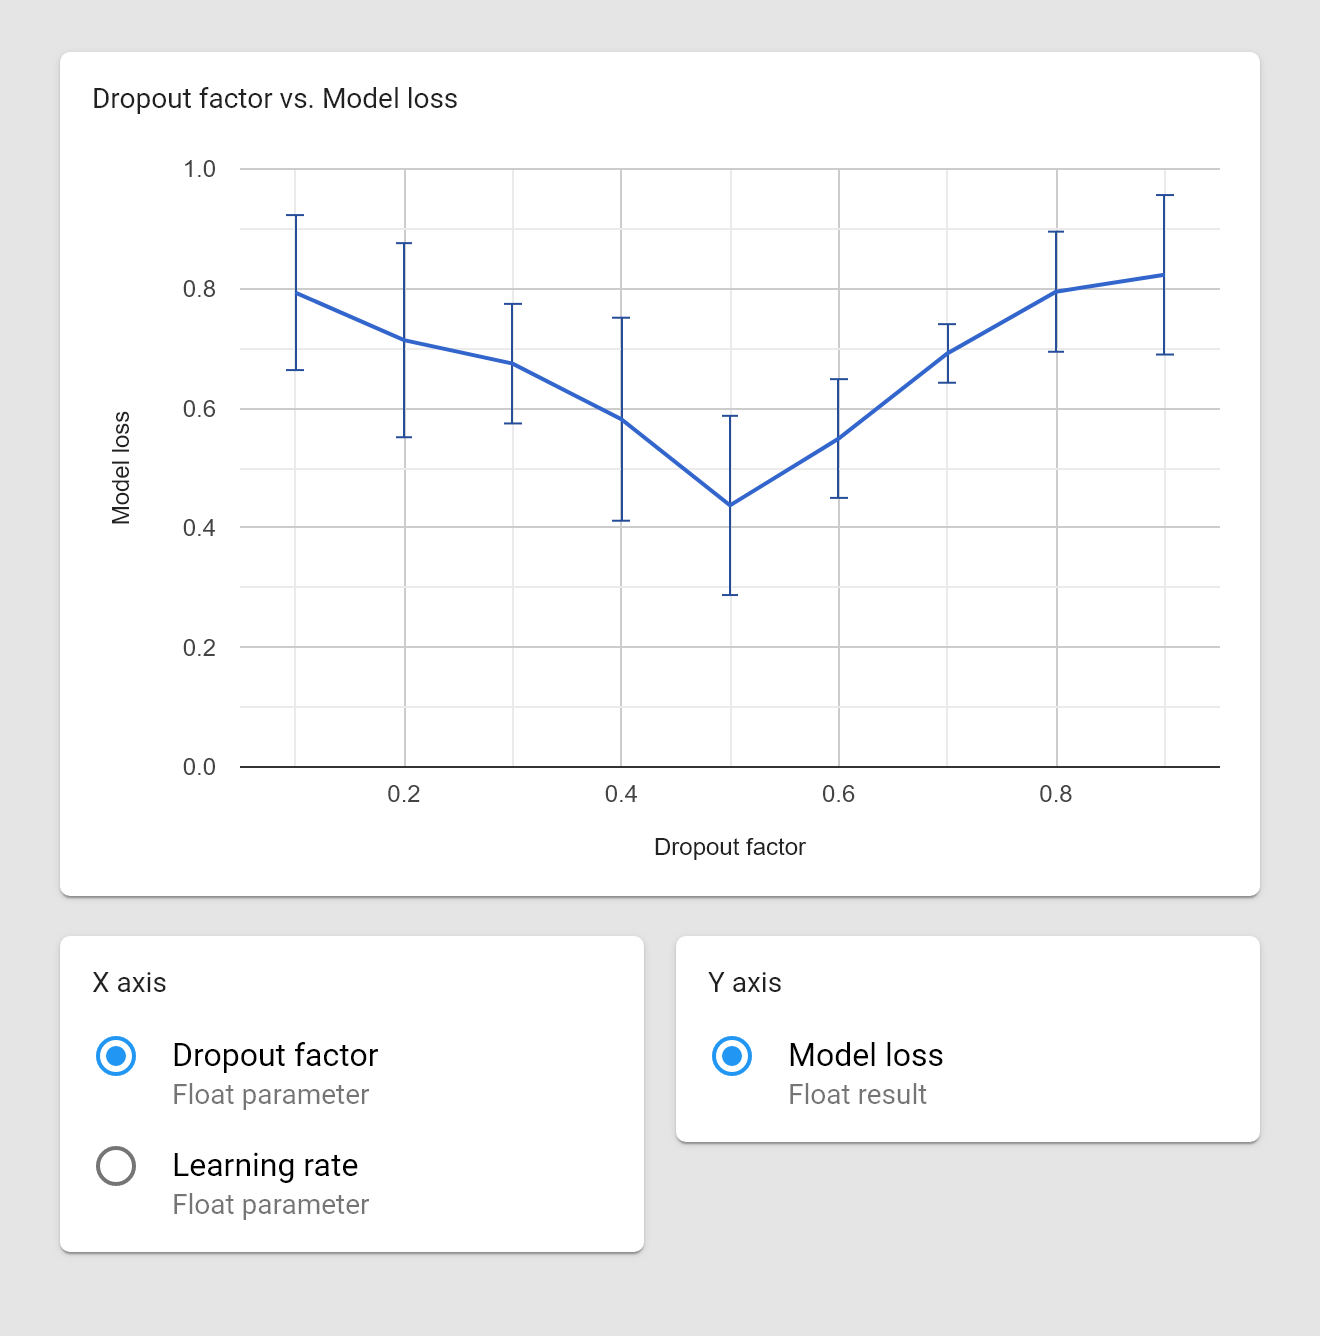 Dropout factor vs. Model loss
1.0
0.8
0.6
0.4
0.2
0.0
Model loss
0.2 0.4 0.6 0.8
Dropout factor
X axis
Dropout factor
Float parameter
Learning rate
Float parameter
Y axis
Model loss
Float result